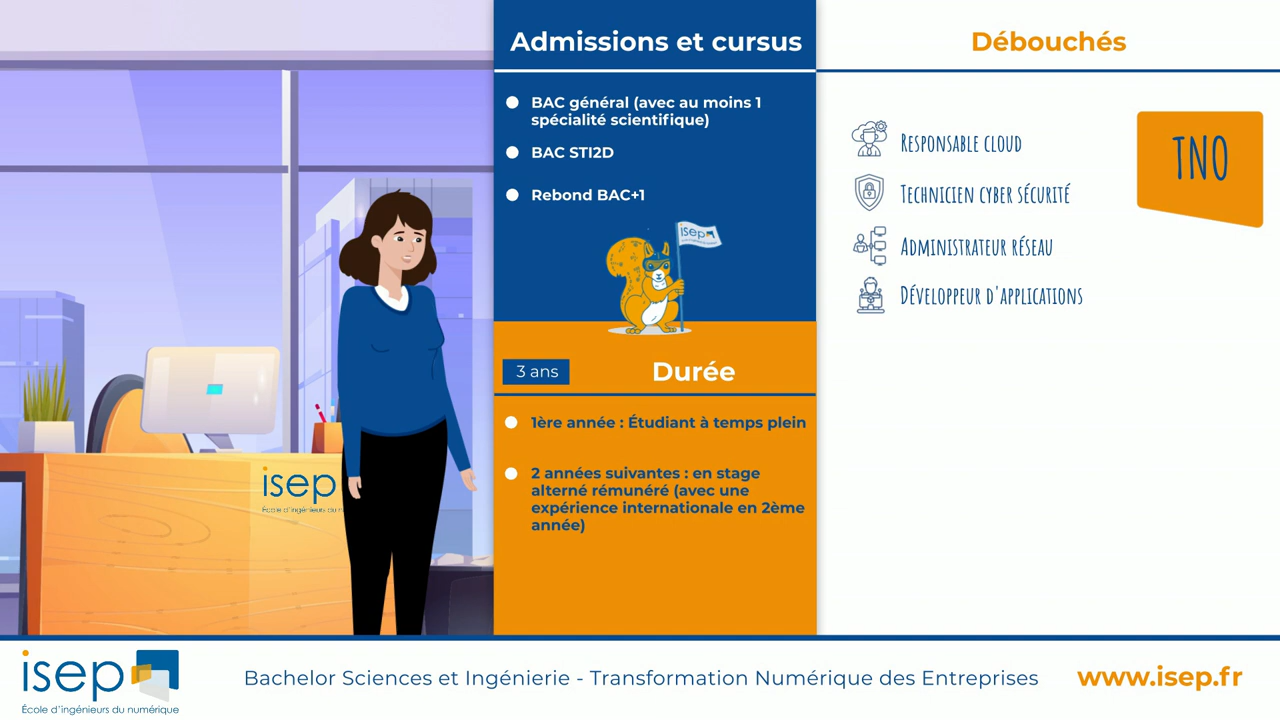 Admissions et cursus
BAC général (avec au moins 1
spécialité scientifique)
BAC STI2D
Rebond BAC+1
isep
3 ans
Durée
1ère année : Étudiant à temps plein
2 années suivantes : en stage
alterné rémunéré (avec une
expérience internationale en 2ème
année)
Débouchés
Responsable cloud
Technicien cyber sécurité
Administrateur réseau
Développeur d'applications
TNO
isep
École d'ingénieurs du
isep
École d'ingénieurs du numérique
Bachelor Sciences et Ingénierie - Transformation Numérique des Entreprises
www.isep.fr